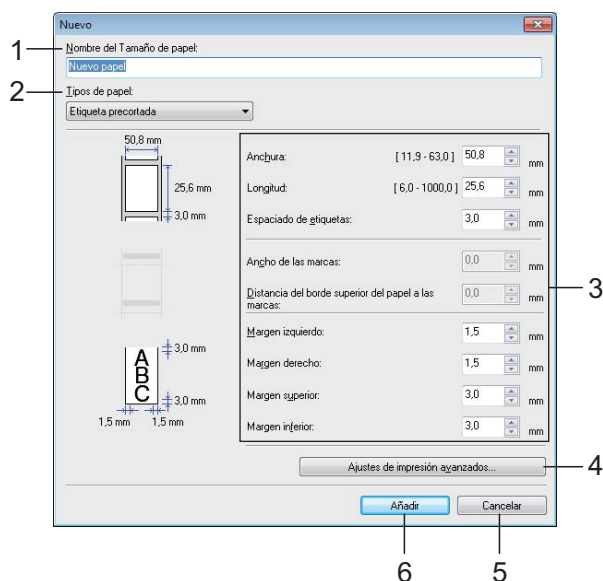 Nuevo
1
Nombre del Tamaño de papel:
Nuevo papel
2
Tipos de papel:
Etiqueta precortada
50,8 mm
25,6 mm
3,0 mm
A
B
C
3,0 mm
3,0 mm
1,5 mm 1,5 mm
Anchura: [ 11,9 - 63,0 ] 50,8 mm
Longitud: [ 6,0 - 1000,0 ] 25,6 mm
Espaciado de etiquetas: 3,0 mm
Ancho de las marcas: 0,0 mm
Distancia del borde superior del papel a las
marcas: 0,0 mm
3
Margen izquierdo: 1,5 mm
Margen derecho: 1,5 mm
Margen superior: 3,0 mm
Margen inferior: 3,0 mm
Ajustes de impresión avanzados...
4
Añadir Cancelar
6 5